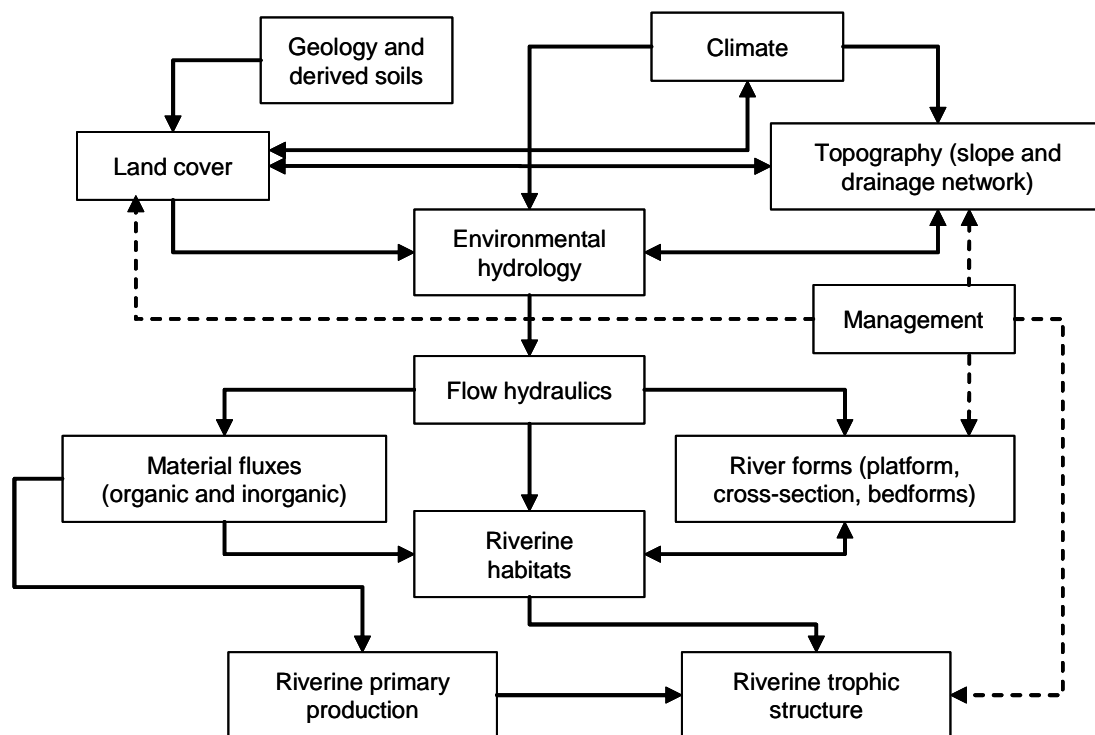 Geology and
derived soils
Climate
Land cover
Topography (slope and
drainage network)
Environmental
hydrology
Management
Flow hydraulics
Material fluxes
(organic and inorganic)
River forms (platform,
cross-section, bedforms)
Riverine
habitats
Riverine primary
production
Riverine trophic
structure